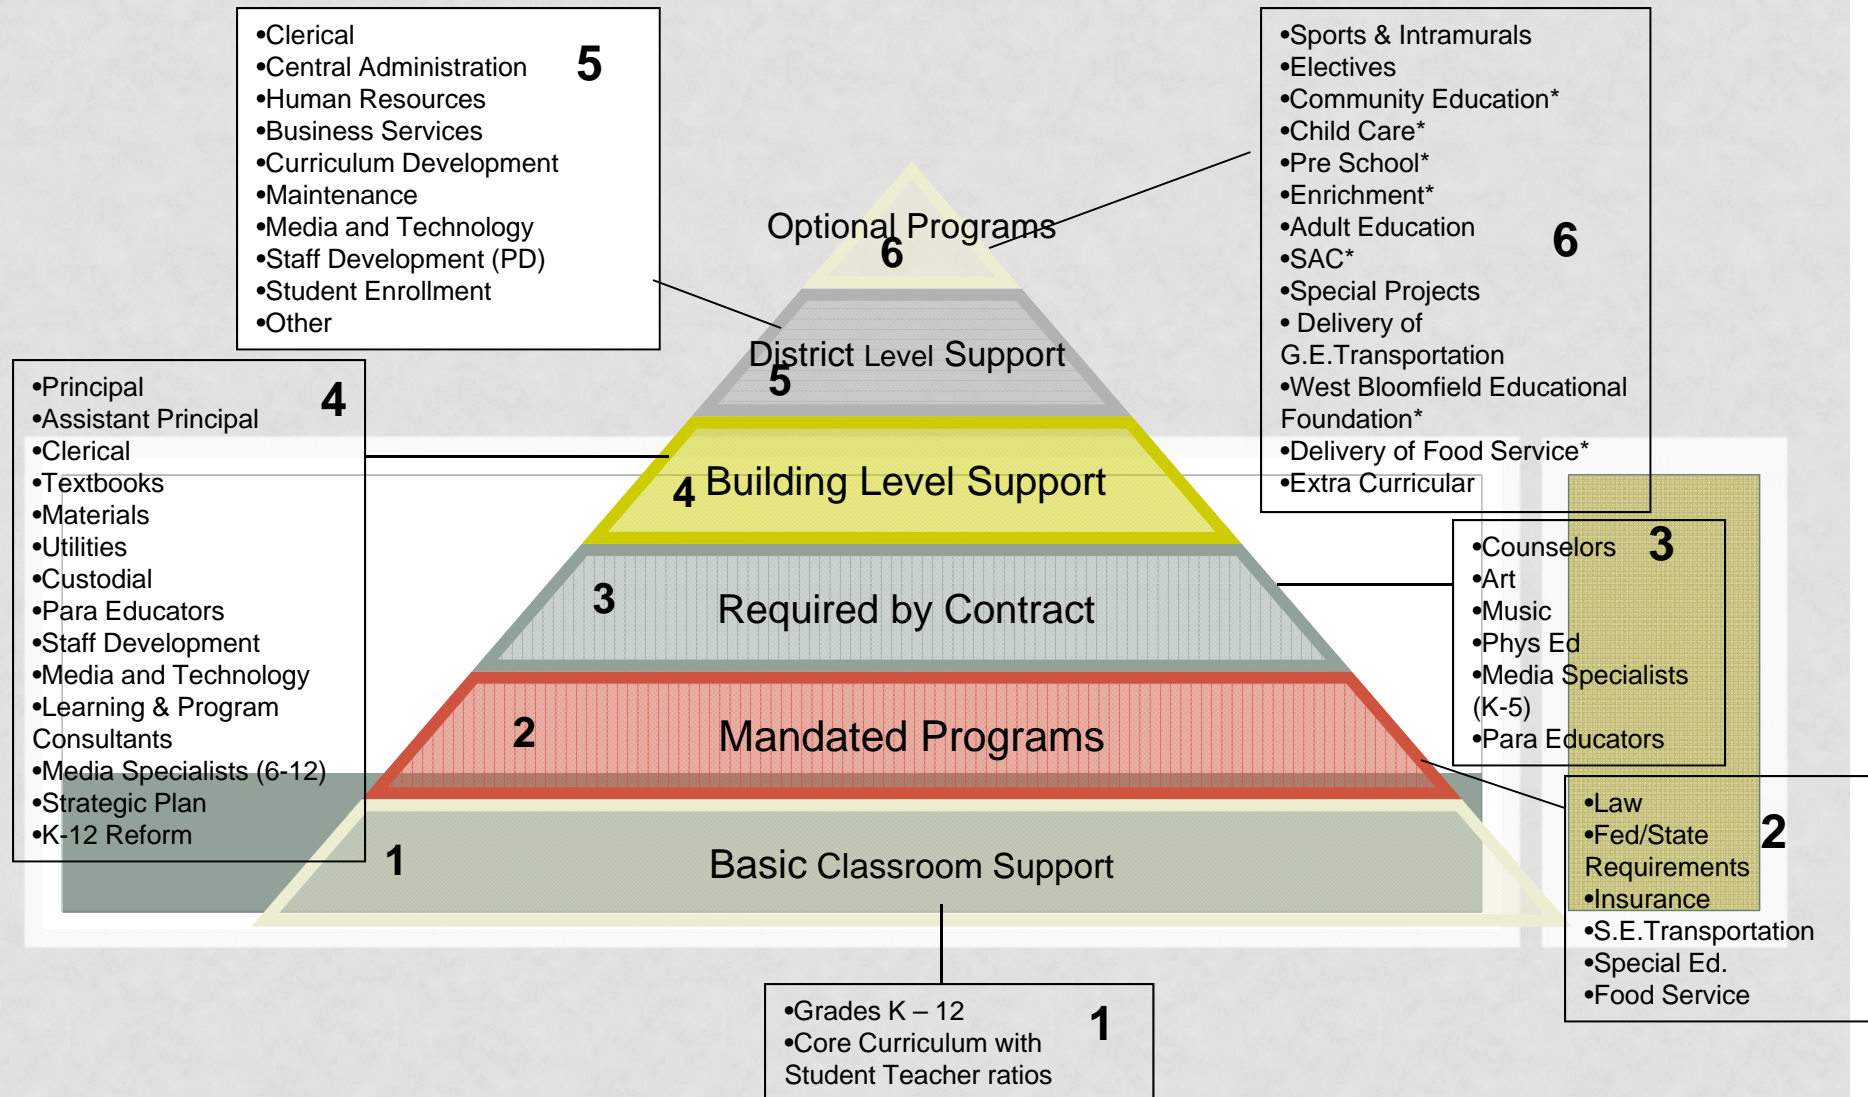 •Clerical
•Central Administration
•Human Resources
•Business Services
•Curriculum Development
•Maintenance
•Media and Technology
•Staff Development (PD)
•Student Enrollment
•Other
5
•Sports & Intramurals
•Electives
•Community Education*
•Child Care*
•Pre School*
•Enrichment*
•Adult Education
•SAC*
•Special Projects
• Delivery of
G.E.Transportation
•West Bloomfield Educational
Foundation*
•Delivery of Food Service*
•Extra Curricular
6
Optional Programs
6
District Level Support
5
4 Building Level Support
3 Required by Contract
2 Mandated Programs
1 Basic Classroom Support
•Principal
•Assistant Principal
•Clerical
•Textbooks
•Materials
•Utilities
•Custodial
•Para Educators
•Staff Development
•Media and Technology
•Learning & Program
Consultants
•Media Specialists (6-12)
•Strategic Plan
•K-12 Reform
4
•Counselors
•Art
•Music
•Phys Ed
•Media Specialists
(K-5)
•Para Educators
3
•Law
•Fed/State
Requirements
•Insurance
•S.E.Transportation
•Special Ed.
•Food Service
2
•Grades K – 12
•Core Curriculum with
Student Teacher ratios
1